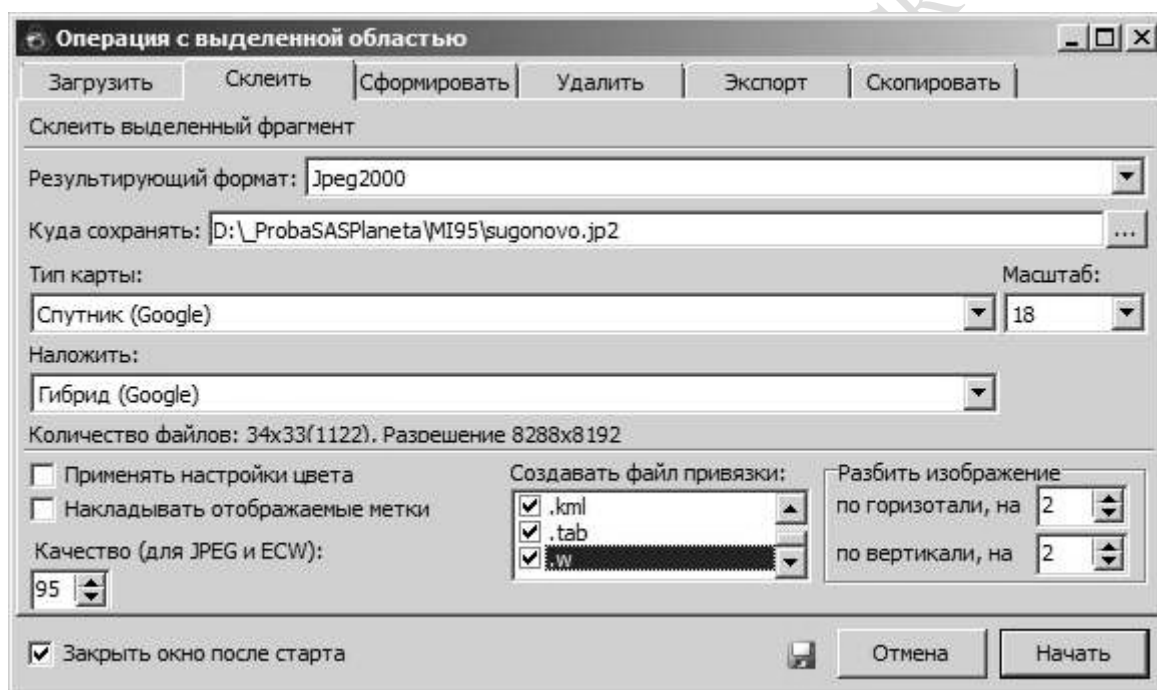 Операция с выделенной областью
Загрузить Склеить Сформировать Удалить Экспорт Скопировать
Склеить выделенный фрагмент
Результирующий формат: Jpeg2000
Куда сохранять: D:\_ProbaSASPlaneta\MI95\sugonovo.jp2 ...
Тип карты: Масштаб:
Спутник (Google) 18
Наложить:
Гибрид (Google)
Количество файлов: 34x33(1122). Разрешение 8288x8192
Применять настройки цвета Создавать файл привязки: Разбить изображение
Накладывать отображаемые метки .kml по горизотали, на 2
.tab
Качество (для JPEG и ECW): .w по вертикали, на 2
95
Закрыть окно после старта Отмена Начать